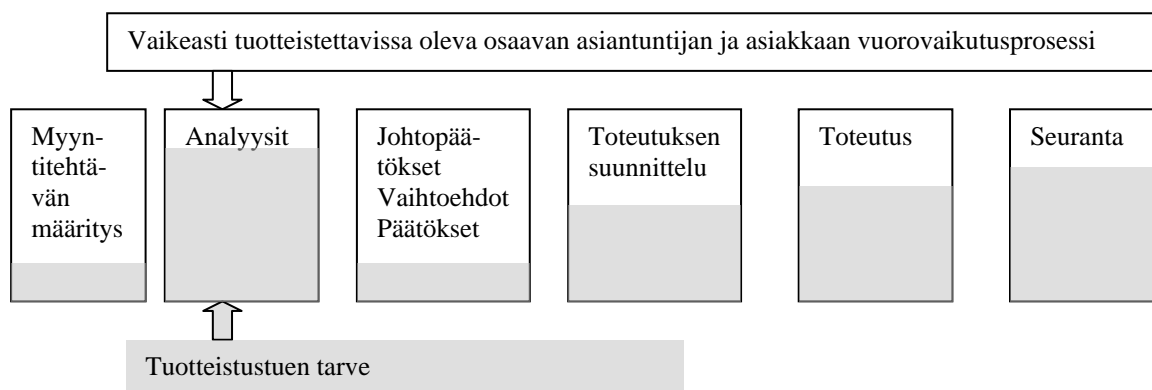 Vaikeasti tuotteistettavissa oleva osaavan asiantuntijan ja asiakkaan vuorovaikutusprosessi
Myyn-
titehtä-
vän
määritys
Analyysit
Johtopää-
tökset
Vaihtoehdot
Päätökset
Toteutuksen
suunnittelu
Toteutus
Seuranta
Tuotteistustuen tarve